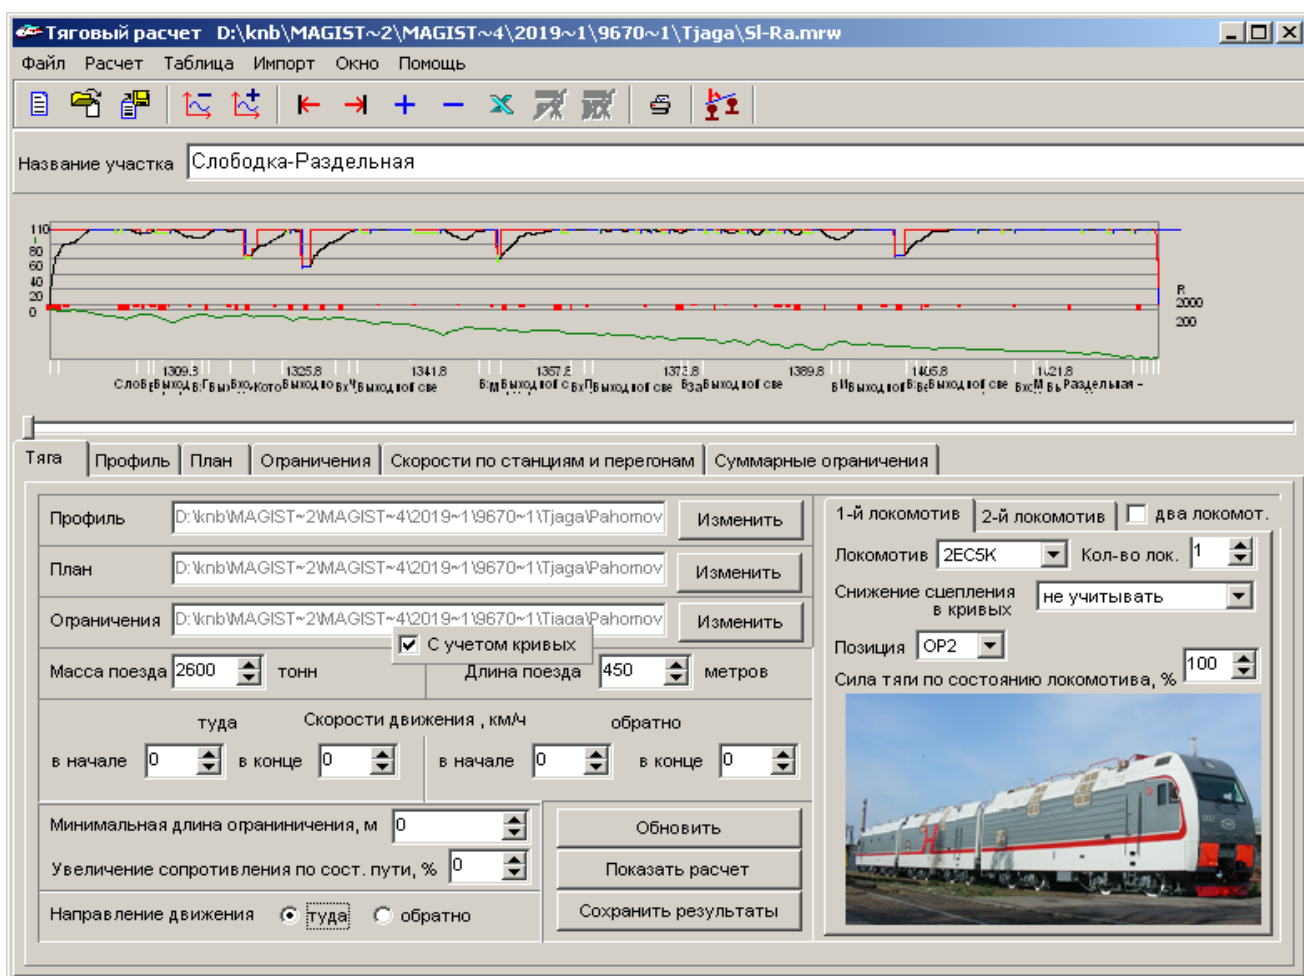 Тяговый расчет D:\knb\MAGIST~2\MAGIST~4\2019~1\9670~1\Tjaga\Sl-Ra.mrw
Файл Расчет Таблица Импорт Окно Помощь
Название участка Слободка-Раздельная
110
80
60
40
20
0
R
2000
200
1309.8 1325.8 1341.8 1357.8 1373.8 1389.8 1405.8 1421.8
Раздельная -
Тяга Профиль План Ограничения Скорости по станциям и перегонам Суммарные ограничения
Профиль D:\knb\MAGIST~2\MAGIST~4\2019~1\9670~1\Tjaga\Pahomov Изменить
План D:\knb\MAGIST~2\MAGIST~4\2019~1\9670~1\Tjaga\Pahomov Изменить
Ограничения D:\knb\MAGIST~2\MAGIST~4\2019~1\9670~1\Tjaga\Pahomov Изменить
С учетом кривых
Масса поезда 2600 тонн Длина поезда 450 метров
туда Скорости движения , км/ч обратно
в начале 0 в конце 0 в начале 0 в конце 0
Минимальная длина ограниничения, м 0
Увеличение сопротивления по сост. пути, % 0
Направление движения туда обратно
Обновить
Показать расчет
Сохранить результаты
1-й локомотив 2-й локомотив два локомот.
Локомотив 2ЕС5К Кол-во лок. 1
Снижение сцепления
в кривых не учитывать
Позиция ОР2
Сила тяги по состоянию локомотива, % 100